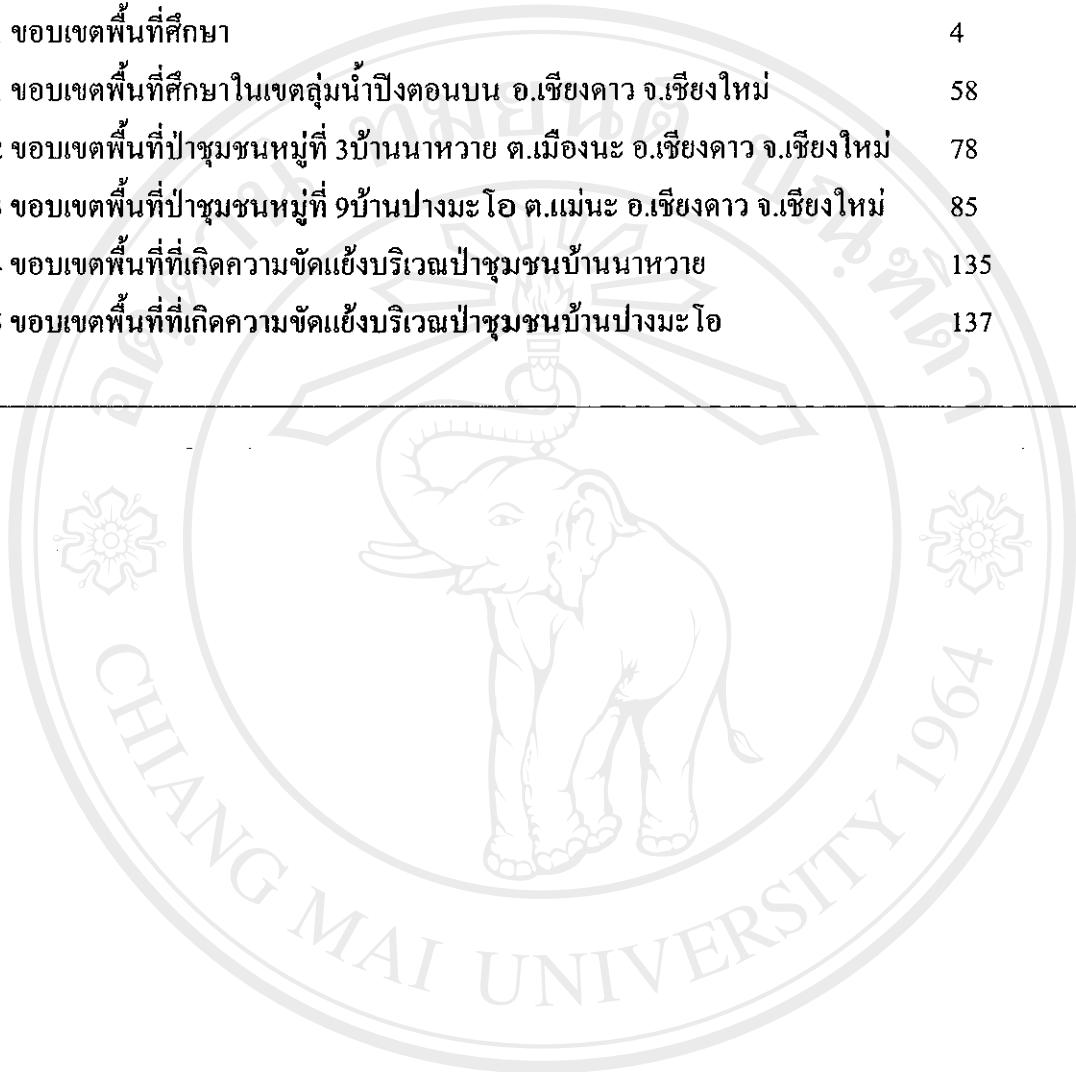 ขอบเขตพื้นที่ศึกษา 4
ขอบเขตพื้นที่ศึกษาในเขตลุ่มน้ำปิงตอนบน อ.เชียงดาว จ.เชียงใหม่ 58
ขอบเขตพื้นที่ป่าชุมชนหมู่ที่ 3บ้านนาหวาย ต.เมืองนะ อ.เชียงดาว จ.เชียงใหม่ 78
ขอบเขตพื้นที่ป่าชุมชนหมู่ที่ 9บ้านปางมะโอ ต.แม่นะ อ.เชียงดาว จ.เชียงใหม่ 85
ขอบเขตพื้นที่ที่เกิดความขัดแย้งบริเวณป่าชุมชนบ้านนาหวาย 135
ขอบเขตพื้นที่ที่เกิดความขัดแย้งบริเวณป่าชุมชนบ้านปางมะโอ 137
CHIANG MAI UNIVERSITY 1964